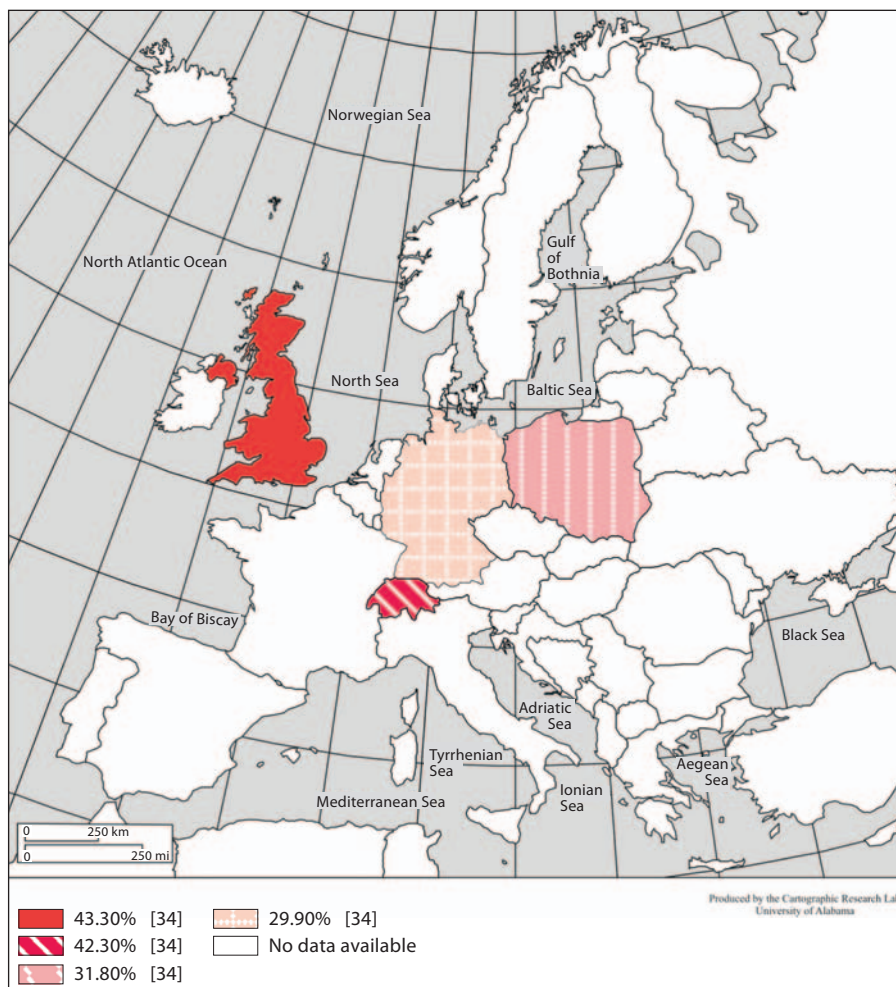 Norwegian Sea
North Atlantic Ocean
Gulf
of
Bothnia
North Sea
Baltic Sea
Bay of Biscay
Black Sea
Adriatic
Sea
Tyrrhenian
Sea
Aegean
Sea
Ionian
Sea
Mediterranean Sea
0 250 km
0 250 mi
Produced by the Cartographic Research La
University of Alabama
43.30% [34]
29.90% [34]
42.30% [34]
No data available
31.80% [34]